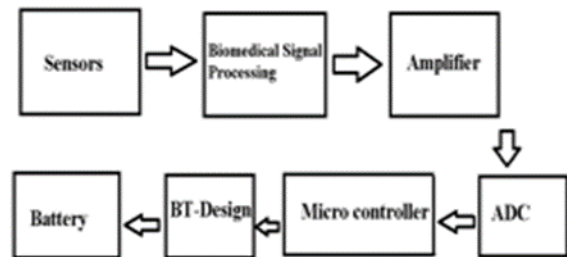 Sensors
Biomedical Signal
Processing
Amplifier
Battery
BT-Design
Micro controller
ADC